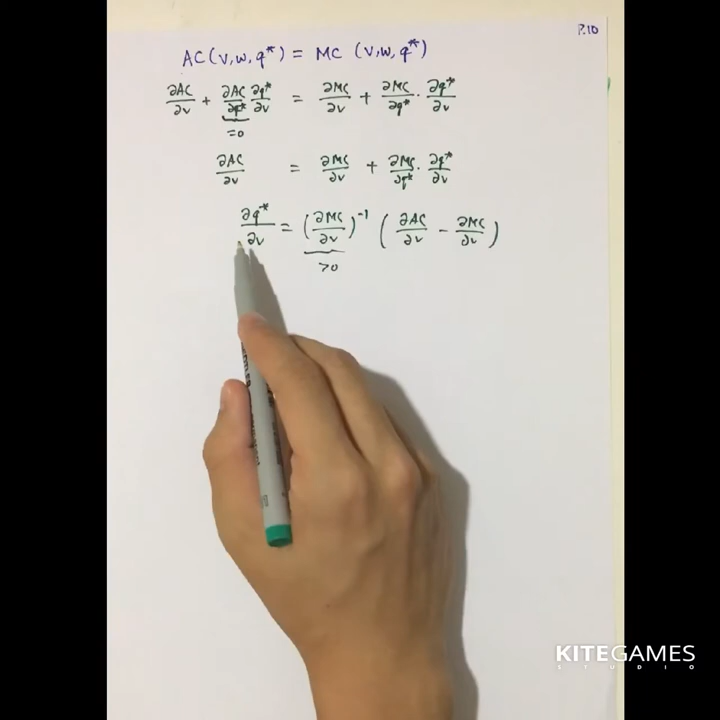 P.10
AC(v,w,q*) = MC (v,w,q*)
∂AC/∂v + ∂AC/∂q* ∂q*/∂v = ∂MC/∂v + ∂MC/∂q* · ∂q*/∂v
=0
∂AC/∂v = ∂MC/∂v + ∂MC/∂q* · ∂q*/∂v
∂q*/∂v = (∂MC/∂v)⁻¹ (∂AC/∂v − ∂MC/∂v)
>0
KITEGAMES
STUDIO